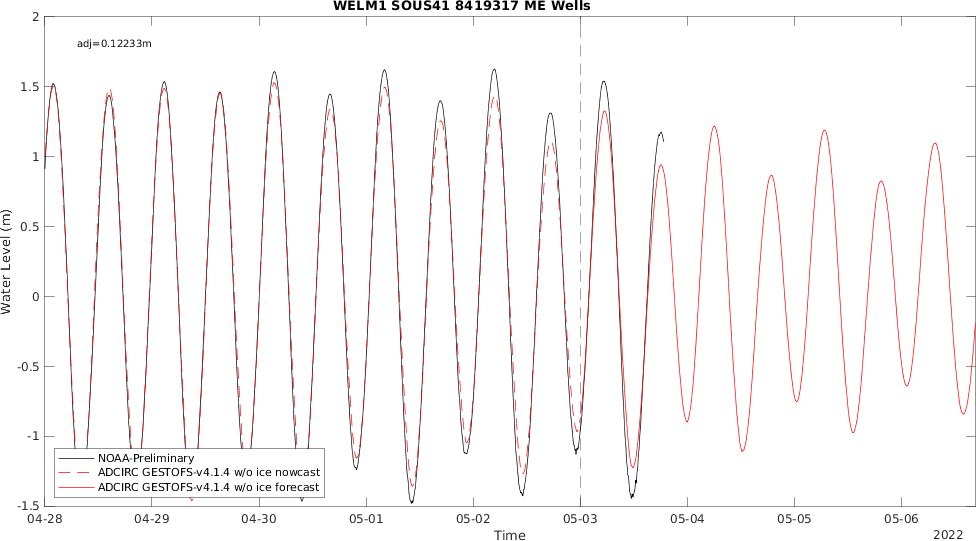 WELM1 SOUS41 8419317 ME Wells
adj=0.12233m
2
1.5
1
0.5
0
-0.5
-1
-1.5
Water Level (m)
NOAA-Preliminary
ADCIRC GESTOFS-v4.1.4 w/o ice nowcast
ADCIRC GESTOFS-v4.1.4 w/o ice forecast
04-28 04-29 04-30 05-01 05-02 05-03 05-04 05-05 05-06
Time
2022